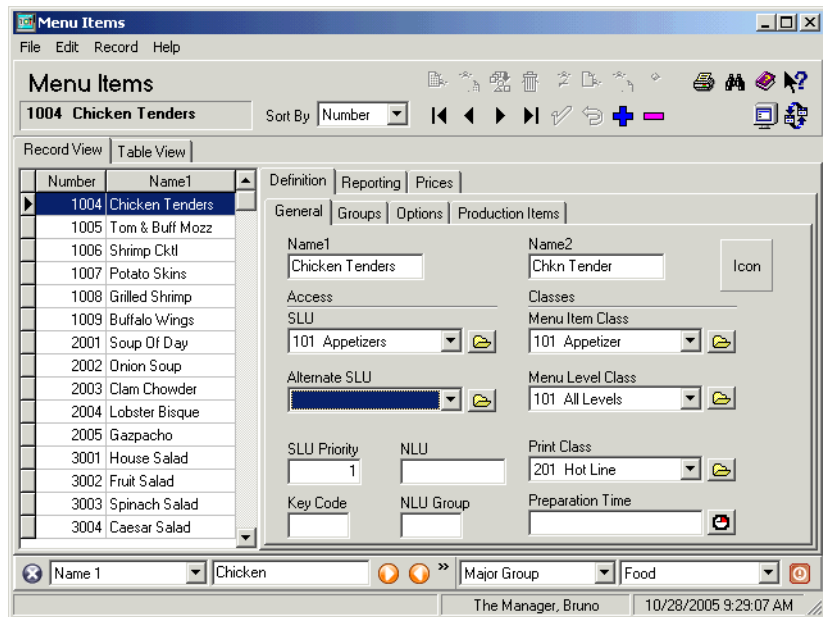 Menu Items
File Edit Record Help
Menu Items
1004 Chicken Tenders
Sort By Number
Record View Table View
Number Name1
1004 Chicken Tenders
1005 Tom & Buff Mozz
1006 Shrimp Cktl
1007 Potato Skins
1008 Grilled Shrimp
1009 Buffalo Wings
2001 Soup Of Day
2002 Onion Soup
2003 Clam Chowder
2004 Lobster Bisque
2005 Gazpacho
3001 House Salad
3002 Fruit Salad
3003 Spinach Salad
3004 Caesar Salad
Definition Reporting Prices
General Groups Options Production Items
Name1 Name2
Chicken Tenders Chkn Tender Icon
Access Classes
SLU Menu Item Class
101 Appetizers 101 Appetizer
Alternate SLU Menu Level Class
101 All Levels
SLU Priority NLU Print Class
1 201 Hot Line
Key Code NLU Group Preparation Time
Name 1 Chicken » Major Group Food
The Manager, Bruno 10/28/2005 9:29:07 AM